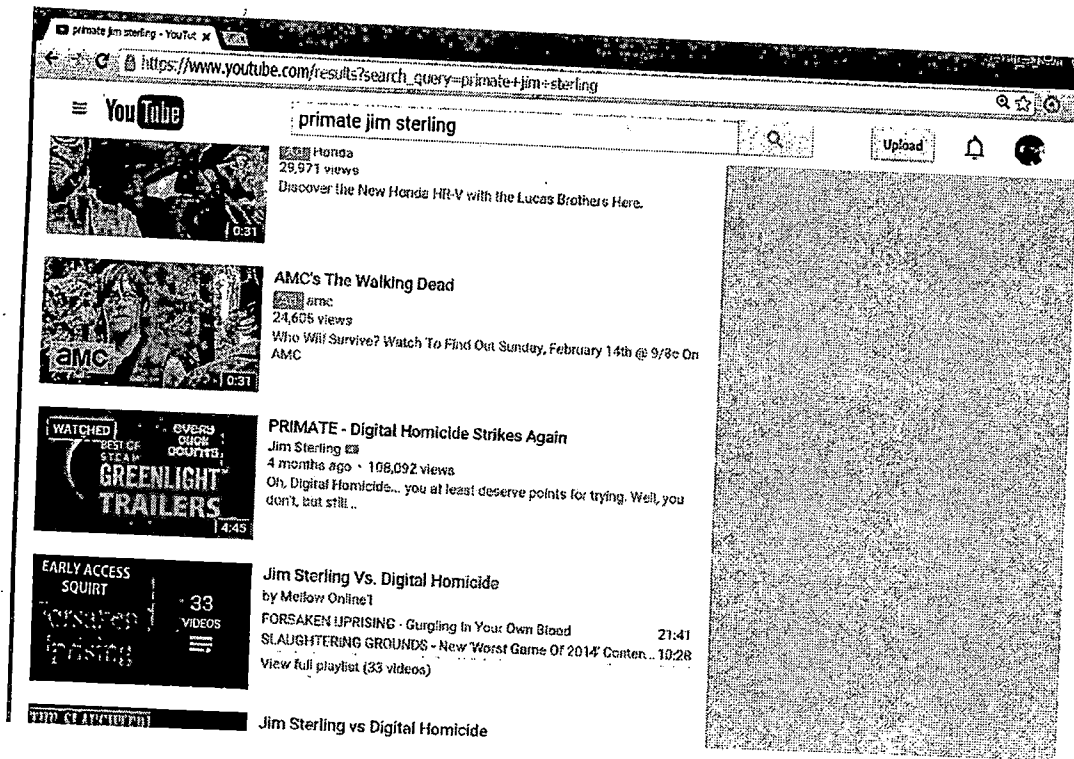 primate jim sterling - YouTut x
https://www.youtube.com/results?search_query=primate+jim+sterling
YouTube
primate jim sterling
Upload
Honda
29,971 views
Discover the New Honda HR-V with the Lucas Brothers Here.
0:31
AMC's The Walking Dead
Ad amc
24,605 views
Who Will Survive? Watch To Find Out Sunday, February 14th @ 9/8c On
AMC
amc
0:31
WATCHED
BEST OF
STEAM
GREENLIGHT
TRAILERS
every
duck
counts
4:45
PRIMATE - Digital Homicide Strikes Again
Jim Sterling
4 months ago • 108,092 views
Oh, Digital Homicide... you at least deserve points for trying. Well, you
don't, but still...
EARLY ACCESS
SQUIRT
33
VIDEOS
Jim Sterling Vs. Digital Homicide
by Mellow Online1
FORSAKEN UPRISING - Gurgling In Your Own Blood 21:41
SLAUGHTERING GROUNDS - New 'Worst Game Of 2014' Conten... 10:28
View full playlist (33 videos)
Jim Sterling vs Digital Homicide